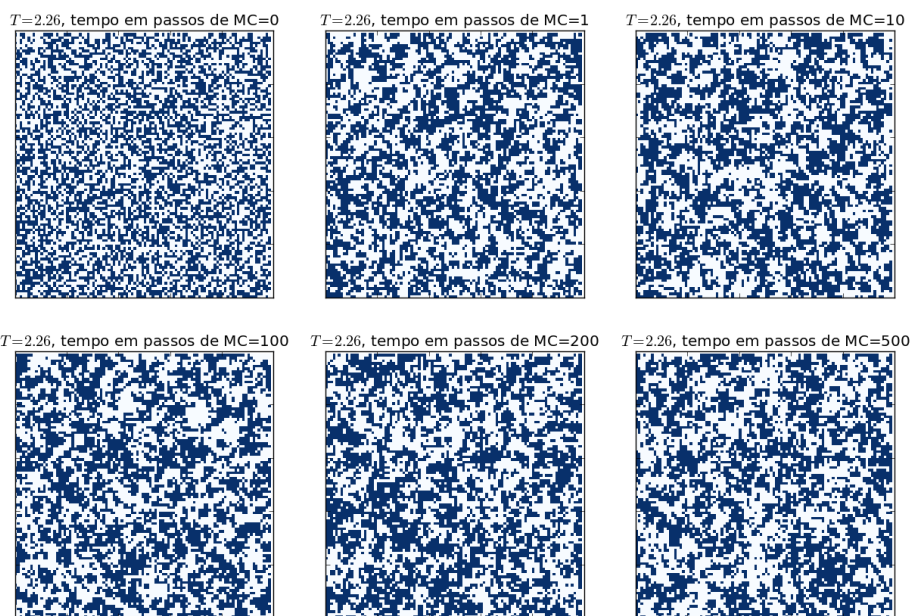 T=2.26, tempo em passos de MC=0
T=2.26, tempo em passos de MC=1
T=2.26, tempo em passos de MC=10
T=2.26, tempo em passos de MC=100
T=2.26, tempo em passos de MC=200
T=2.26, tempo em passos de MC=500